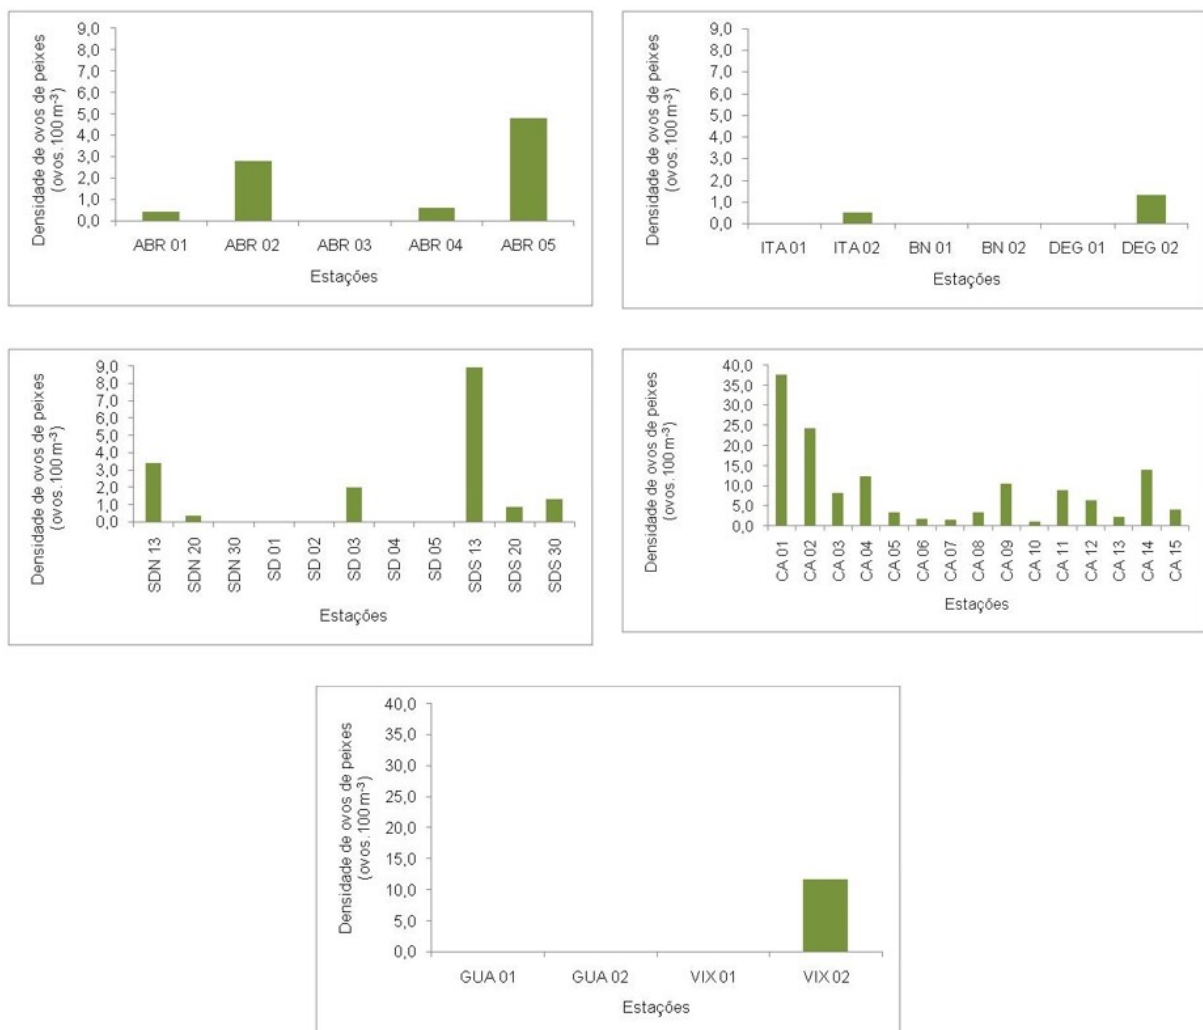 Densidade de ovos de peixes
(ovos.100 m-3)
9,0
8,0
7,0
6,0
5,0
4,0
3,0
2,0
1,0
0,0
ABR 01 ABR 02 ABR 03 ABR 04 ABR 05
Estações
Densidade de ovos de peixes
(ovos.100 m-3)
9,0
8,0
7,0
6,0
5,0
4,0
3,0
2,0
1,0
0,0
ITA 01 ITA 02 BN 01 BN 02 DEG 01 DEG 02
Estações
Densidade de ovos de peixes
(ovos.100 m-3)
9,0
8,0
7,0
6,0
5,0
4,0
3,0
2,0
1,0
0,0
SDN 13 SDN 20 SDN 30 SD 01 SD 02 SD 03 SD 04 SD 05 SDS 13 SDS 20 SDS 30
Estações
Densidade de ovos de peixes
(ovos.100 m-3)
40,0
35,0
30,0
25,0
20,0
15,0
10,0
5,0
0,0
CA 01 CA 02 CA 03 CA 04 CA 05 CA 06 CA 07 CA 08 CA 09 CA 10 CA 11 CA 12 CA 13 CA 14 CA 15
Estações
Densidade de ovos de peixes
(ovos.100 m-3)
40,0
35,0
30,0
25,0
20,0
15,0
10,0
5,0
0,0
GUA 01 GUA 02 VIX 01 VIX 02
Estações